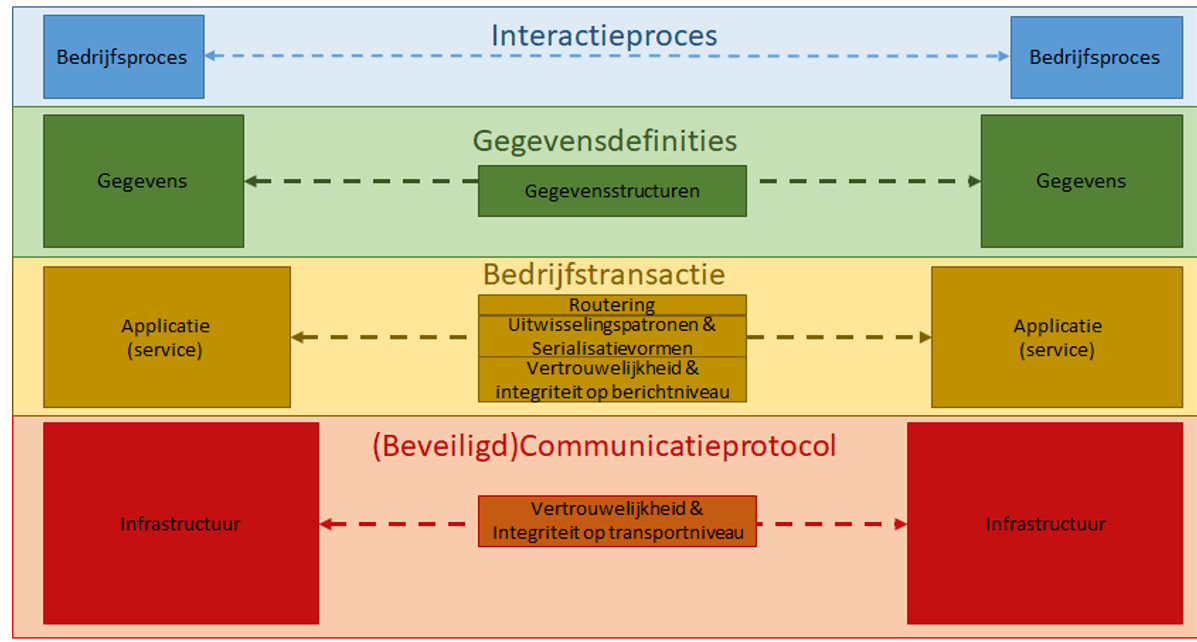 Interactieproces
Bedrijfsproces
Bedrijfsproces
Gegevensdefinities
Gegevens
Gegevensstructuren
Gegevens
Bedrijfstransactie
Routering
Applicatie
(service)
Uitwisselingspatronen &
Serialisatievormen
Vertrouwelijkheid &
integriteit op berichtniveau
Applicatie
(service)
(Beveiligd)Communicatieprotocol
Infrastructuur
Vertrouwelijkheid &
Integriteit op transportniveau
Infrastructuur